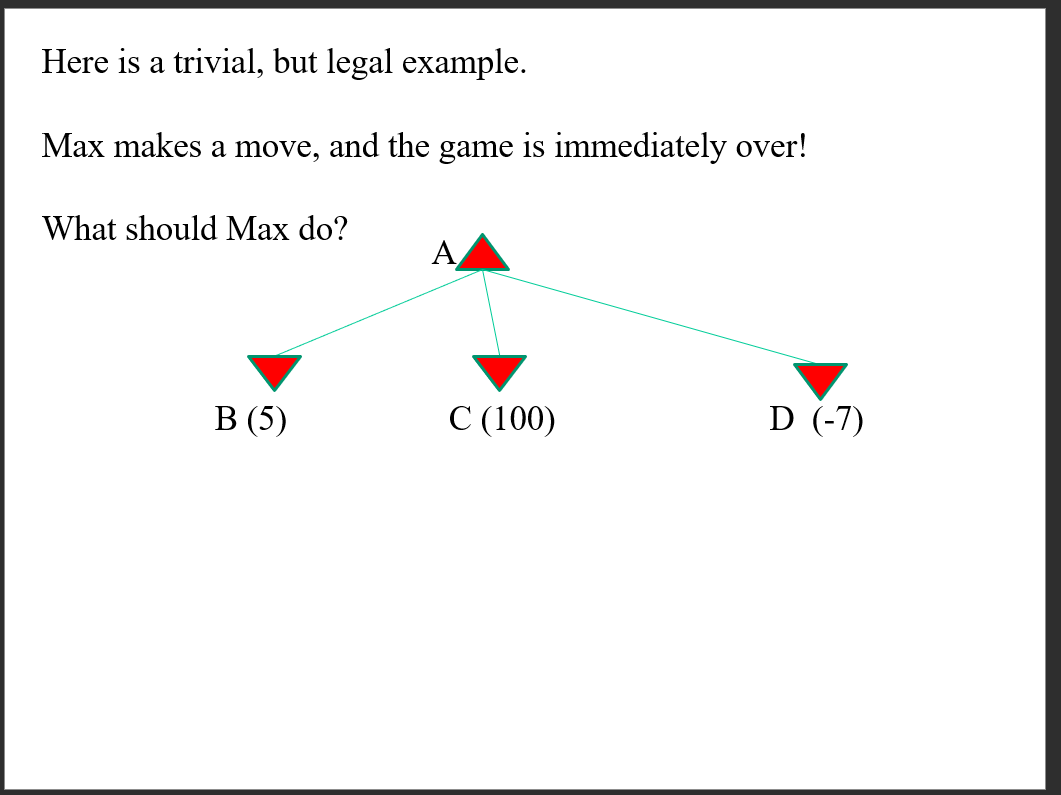 Here is a trivial, but legal example.
Max makes a move, and the game is immediately over!
What should Max do?
A
B (5)
C (100)
D (-7)